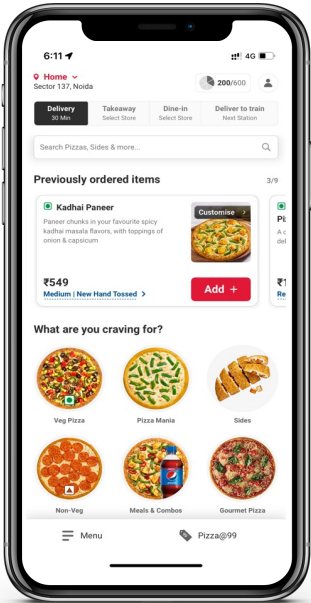 6:11
4G
Home
Sector 137, Noida
200/600
Delivery
30 Min
Takeaway
Select Store
Dine-in
Select Store
Deliver to train
Next Station
Search Pizzas, Sides & more...
Previously ordered items
3/9
Kadhai Paneer
Paneer chunks in your favourite spicy
kadhai masala flavors, with toppings of
onion & capsicum
Customise
₹549
Medium | New Hand Tossed
Add +
What are you craving for?
Veg Pizza
Pizza Mania
Sides
Non-Veg
Meals & Combos
Gourmet Pizza
Menu
Pizza@99